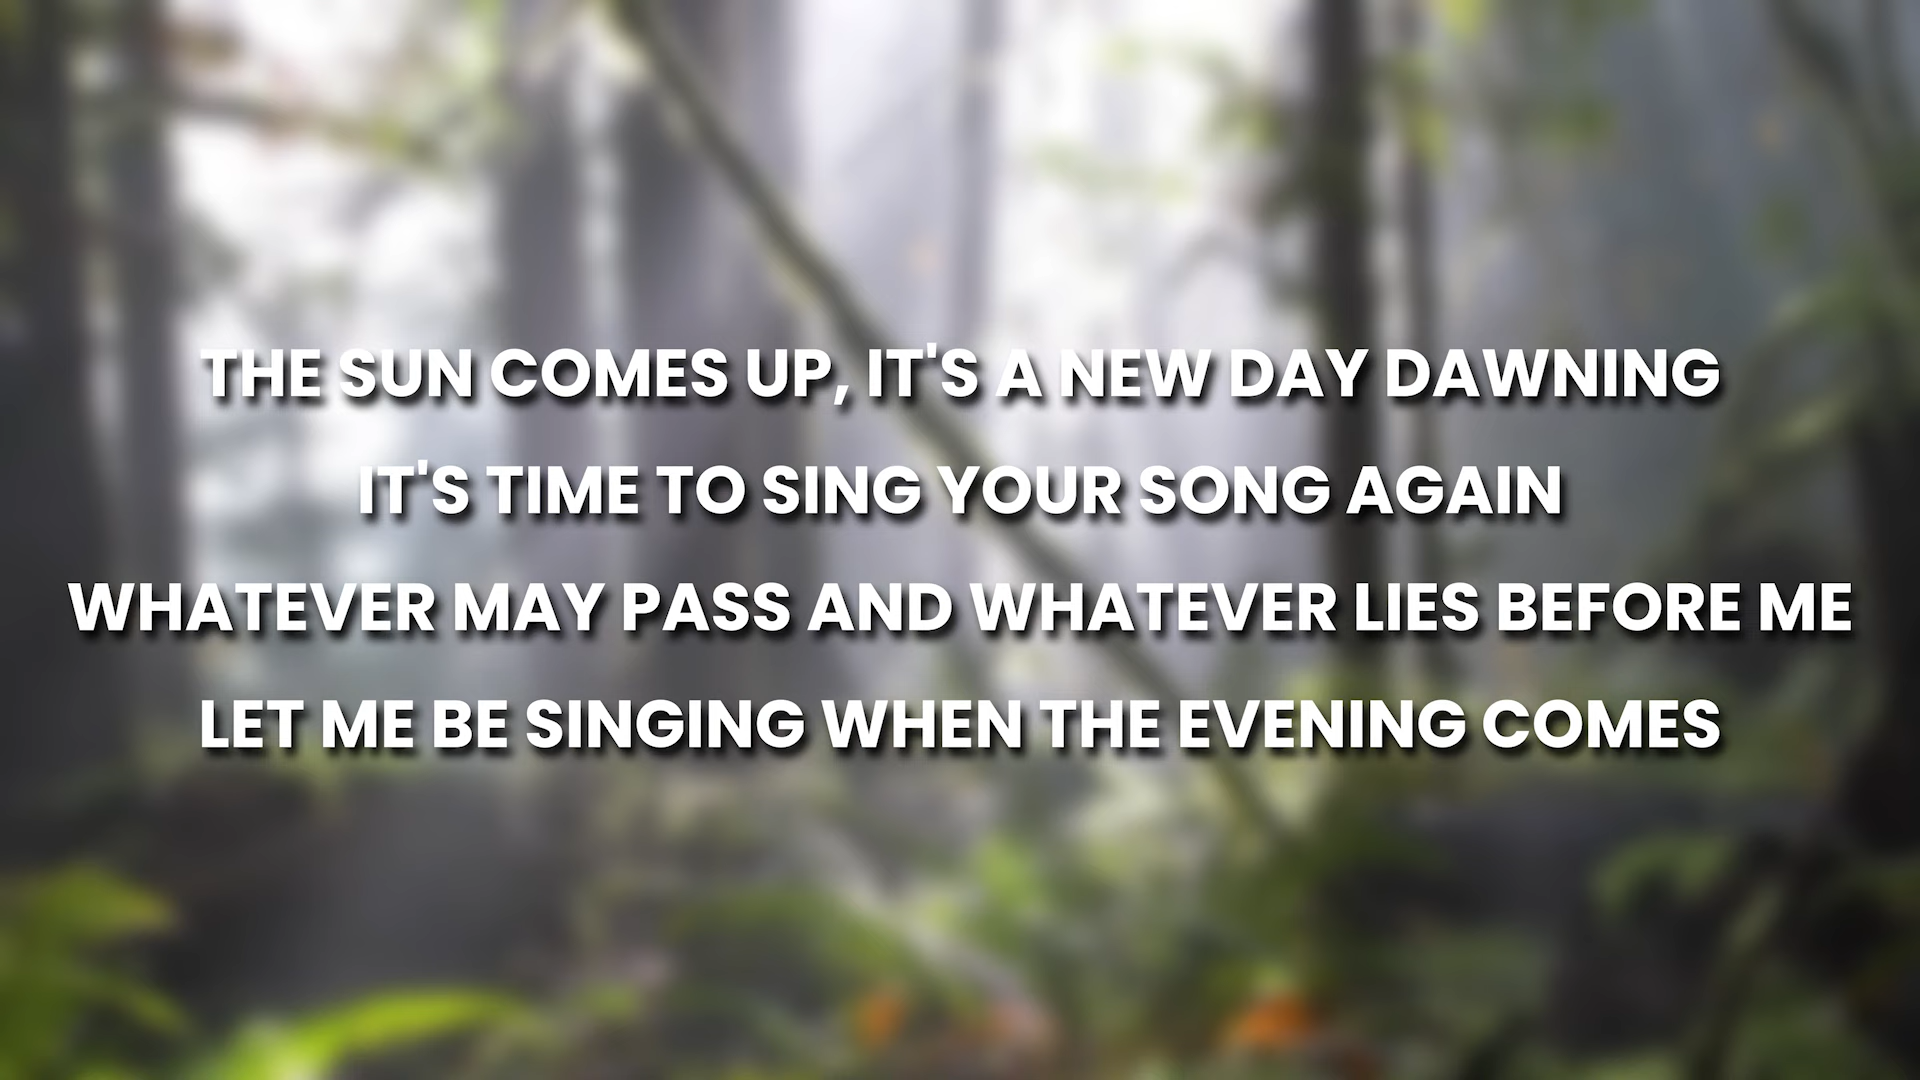 THE SUN COMES UP, IT'S A NEW DAY DAWNING
IT'S TIME TO SING YOUR SONG AGAIN
WHATEVER MAY PASS AND WHATEVER LIES BEFORE ME
LET ME BE SINGING WHEN THE EVENING COMES